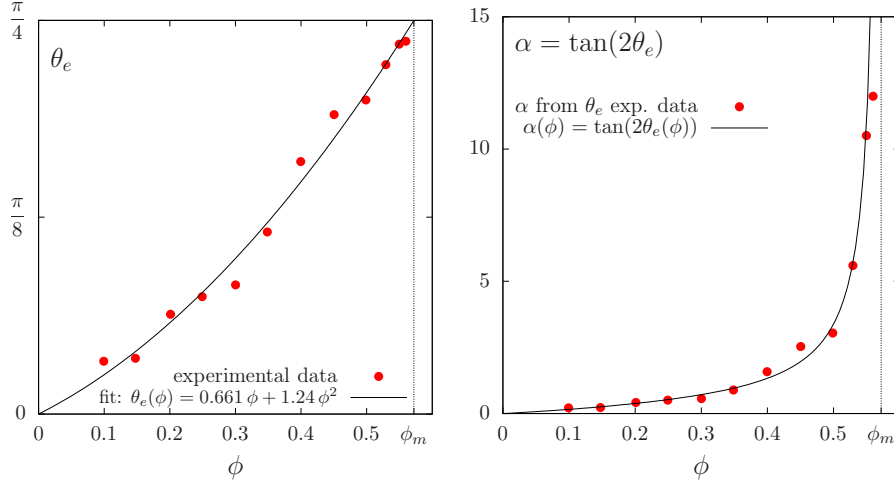 π/4
θ_e
π/8
experimental data
fit: θ_e(φ) = 0.661 φ + 1.24 φ²
0
0 0.1 0.2 0.3 0.4 0.5 φ_m
φ
15
α = tan(2θ_e)
α from θ_e exp. data
α(φ) = tan(2θ_e(φ))
10
5
0
0 0.1 0.2 0.3 0.4 0.5 φ_m
φ